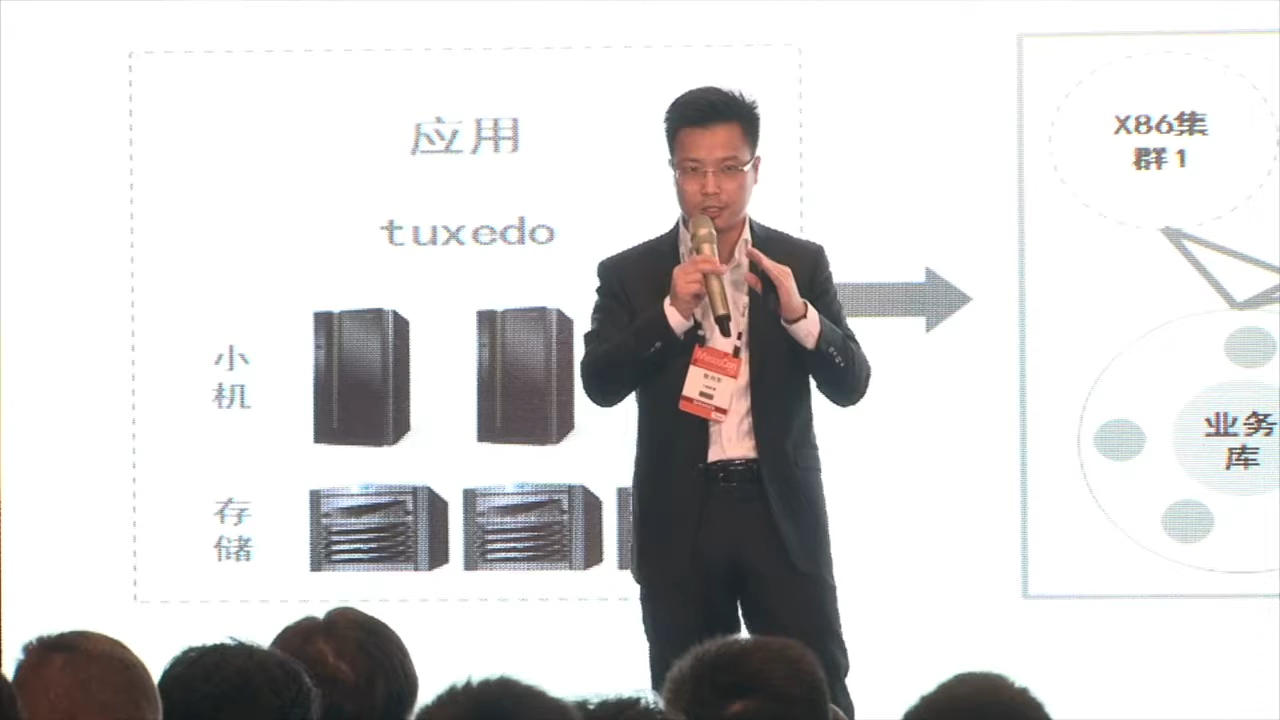 应用
tuxedo
小
机
存
储
X86集
群1
业务
库